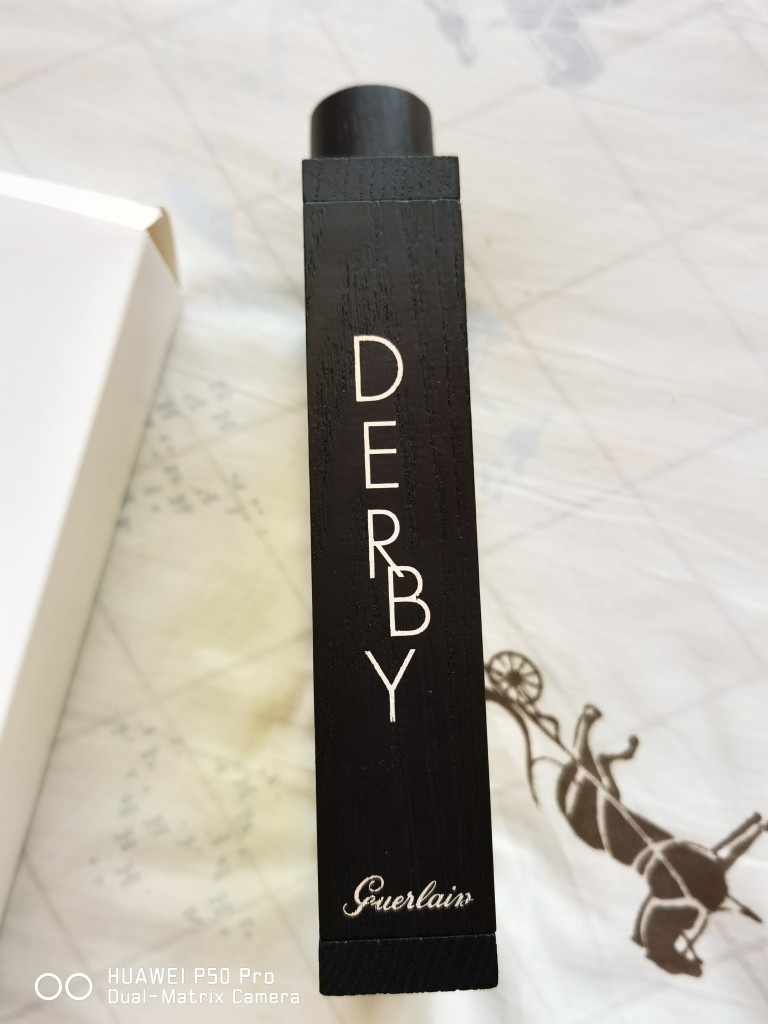 DERBY
Guerlain
HUAWEI P50 Pro
Dual-Matrix Camera